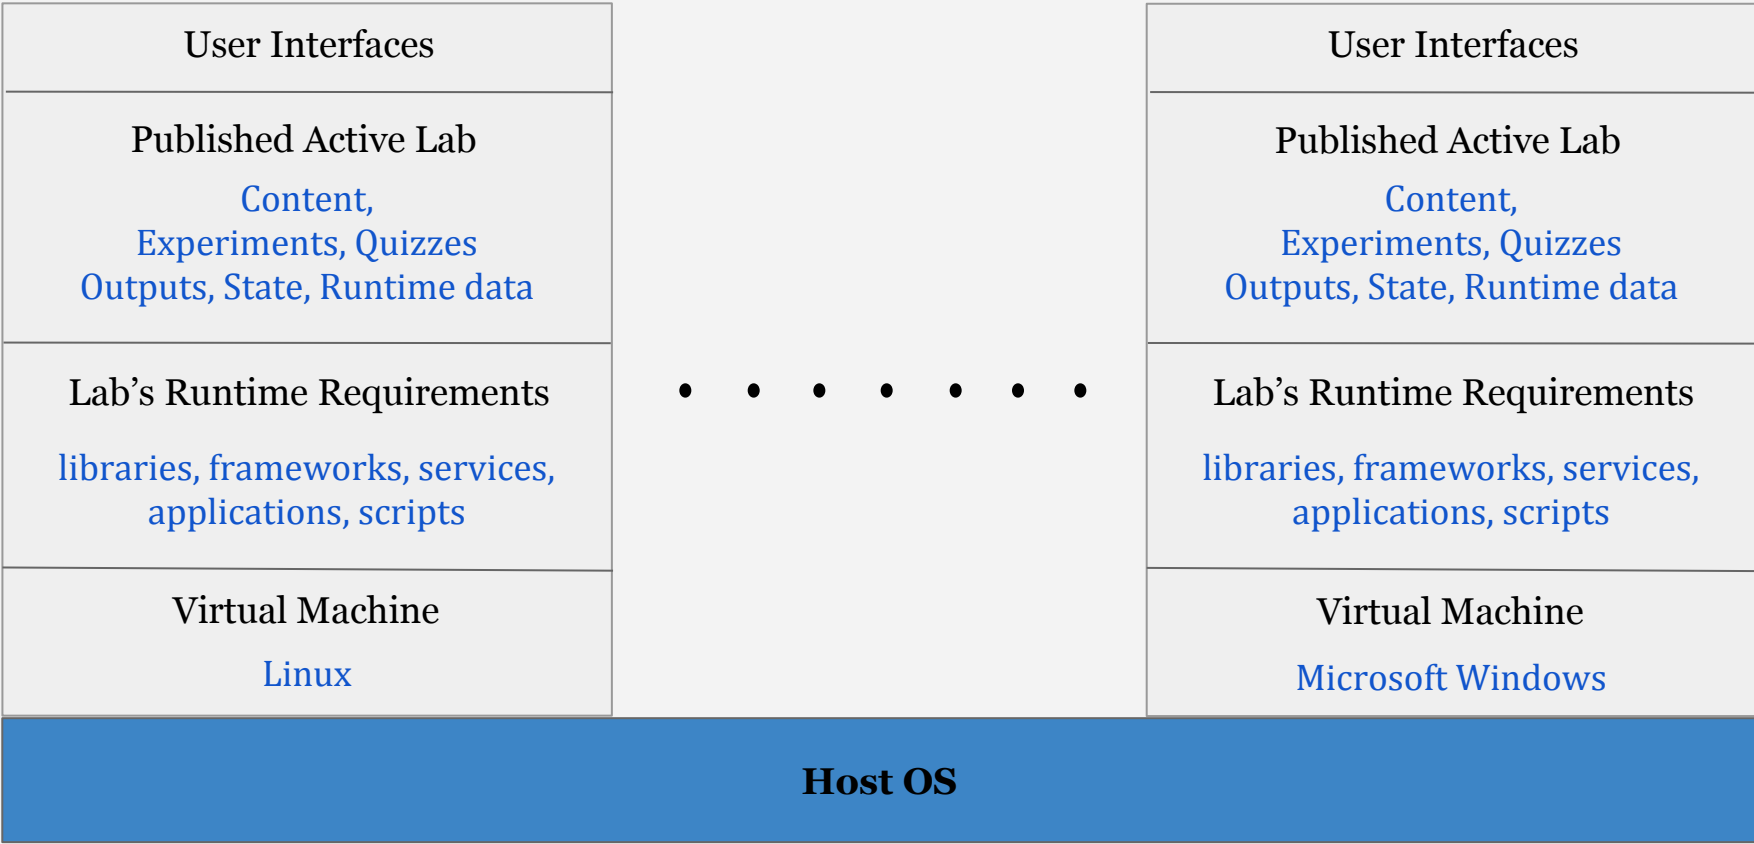 User Interfaces
Published Active Lab
Content,
Experiments, Quizzes
Outputs, State, Runtime data
Lab’s Runtime Requirements
libraries, frameworks, services,
applications, scripts
Virtual Machine
Linux
User Interfaces
Published Active Lab
Content,
Experiments, Quizzes
Outputs, State, Runtime data
Lab’s Runtime Requirements
libraries, frameworks, services,
applications, scripts
Virtual Machine
Microsoft Windows
Host OS